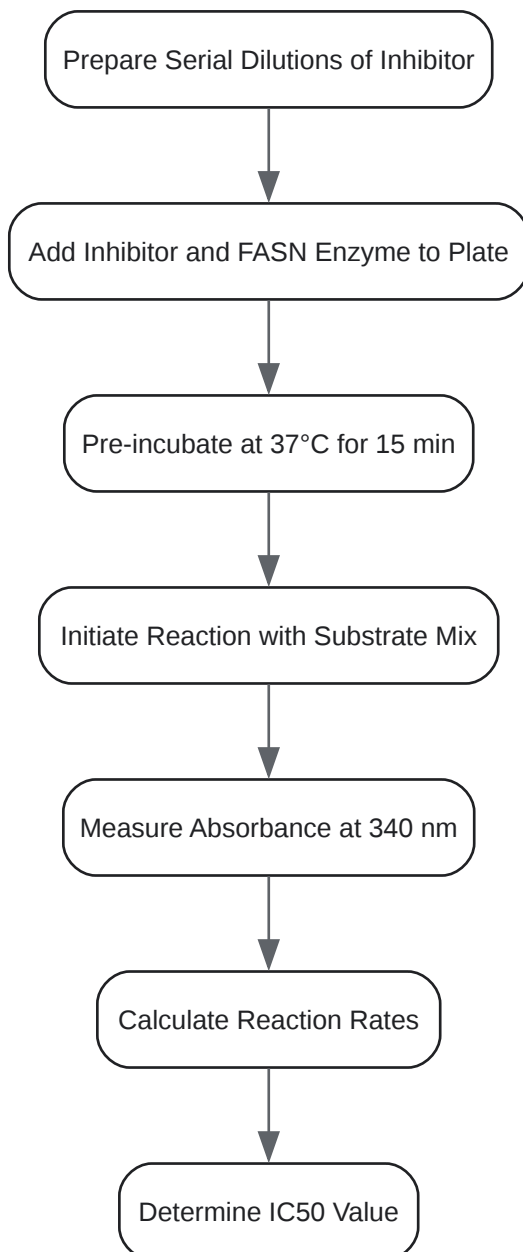 Prepare Serial Dilutions of Inhibitor
Add Inhibitor and FASN Enzyme to Plate
Pre-incubate at 37°C for 15 min
Initiate Reaction with Substrate Mix
Measure Absorbance at 340 nm
Calculate Reaction Rates
Determine IC50 Value